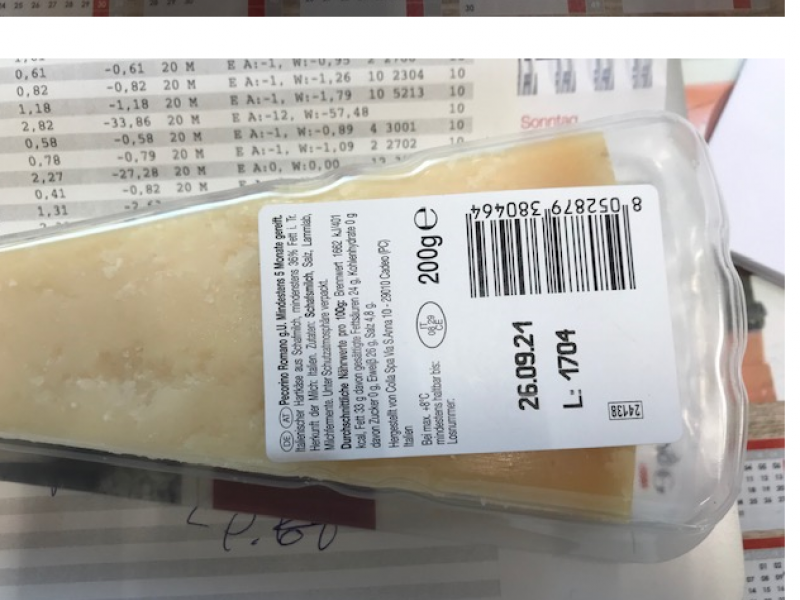 0,61 -0,61 20 M E A:-1, W:-0,95
0,82 -0,82 20 M E A:-1, W:-1,26 10 2304 10
1,18 -1,18 20 M E A:-1, W:-1,79 10 5213 10
2,82 -33,86 20 M E A:-12, W:-57,48 10
0,58 -0,58 20 M E A:-1, W:-0,89 4 3001 10
0,78 -0,79 20 M E A:-1, W:-1,09 2 2702 10
2,27 -27,28 20 M E A:0, W:0,00
0,41 -0,82 20 M
1,31
Sonntag
DE AT Pecorino Romano g.U. Mindestens 5 Monate gereift.
Italienischer Hartkäse aus Schafmilch, mindestens 36% Fett i. Tr.
Herkunft der Milch: Italien. Zutaten: Schafsmilch, Salz, Lammlab,
Milchfermente. Unter Schutzatmosphäre verpackt.
Durchschnittliche Nährwerte pro 100g: Brennwert 1662 kJ/401
kcal, Fett 33 g davon gesättigte Fettsäuren 24 g, Kohlenhydrate 0 g
davon Zucker 0 g, Eiweiß 26 g, Salz 4,8 g.
Hergestellt von Colla Spa Via S.Anna 10 - 29010 Cadeo (PC)
Italien
Bei max. +8°C
mindestens haltbar bis:
Losnummer:
IT
08 29
CE
200g e
8 052879 380464
26.09.21
L: 1704
24138